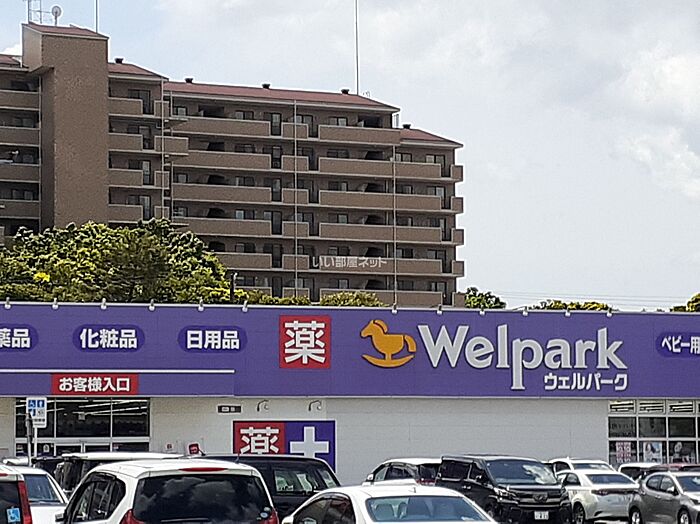 いい部屋ネット
薬品
化粧品
日用品
薬
Welpark
ウェルパーク
ベビー用
お客様入口
薬